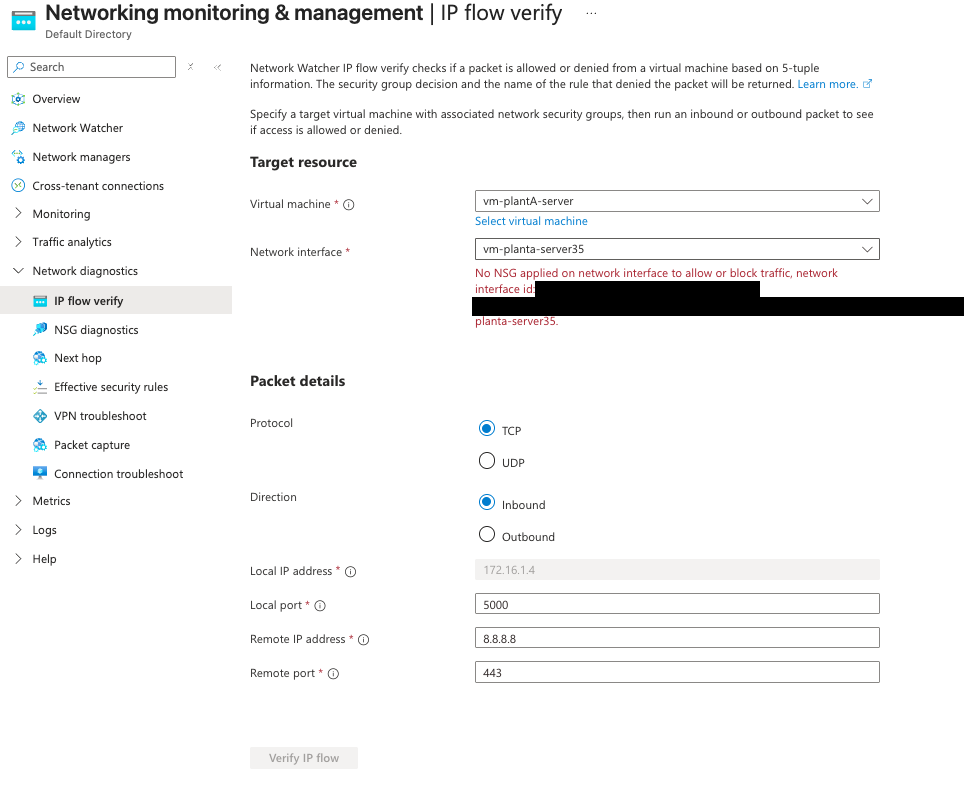 Networking monitoring & management | IP flow verify ...
Default Directory
Search
Overview
Network Watcher
Network managers
Cross-tenant connections
Monitoring
Traffic analytics
Network diagnostics
IP flow verify
NSG diagnostics
Next hop
Effective security rules
VPN troubleshoot
Packet capture
Connection troubleshoot
Metrics
Logs
Help
Network Watcher IP flow verify checks if a packet is allowed or denied from a virtual machine based on 5-tuple
information. The security group decision and the name of the rule that denied the packet will be returned. Learn more.
Specify a target virtual machine with associated network security groups, then run an inbound or outbound packet to see
if access is allowed or denied.
Target resource
Virtual machine *
vm-plantA-server
Select virtual machine
Network interface *
vm-planta-server35
No NSG applied on network interface to allow or block traffic, network
interface id:
planta-server35.
Packet details
Protocol
TCP
UDP
Direction
Inbound
Outbound
Local IP address *
172.16.1.4
Local port *
5000
Remote IP address *
8.8.8.8
Remote port *
443
Verify IP flow